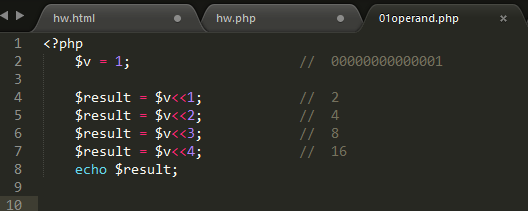 hw.html
hw.php
01operand.php
1 <?php
2 $v = 1; // 00000000000001
3
4 $result = $v<<1; // 2
5 $result = $v<<2; // 4
6 $result = $v<<3; // 8
7 $result = $v<<4; // 16
8 echo $result;
9
10